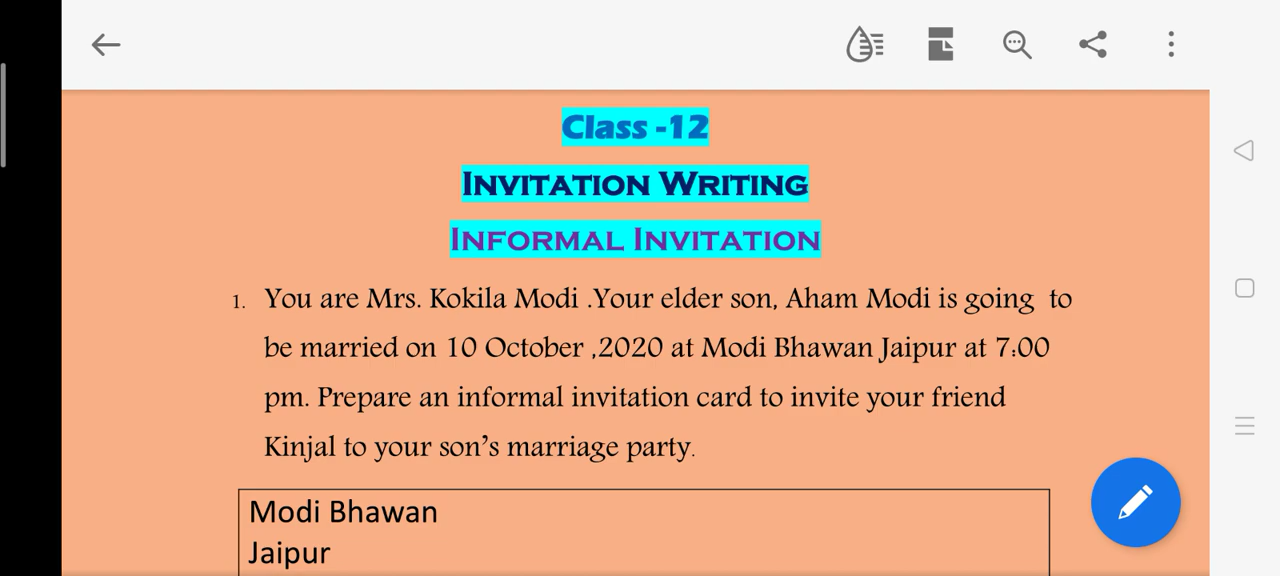 Class -12
Invitation Writing
Informal Invitation
1. You are Mrs. Kokila Modi .Your elder son, Aham Modi is going to
be married on 10 October ,2020 at Modi Bhawan Jaipur at 7:00
pm. Prepare an informal invitation card to invite your friend
Kinjal to your son's marriage party.
Modi Bhawan
Jaipur